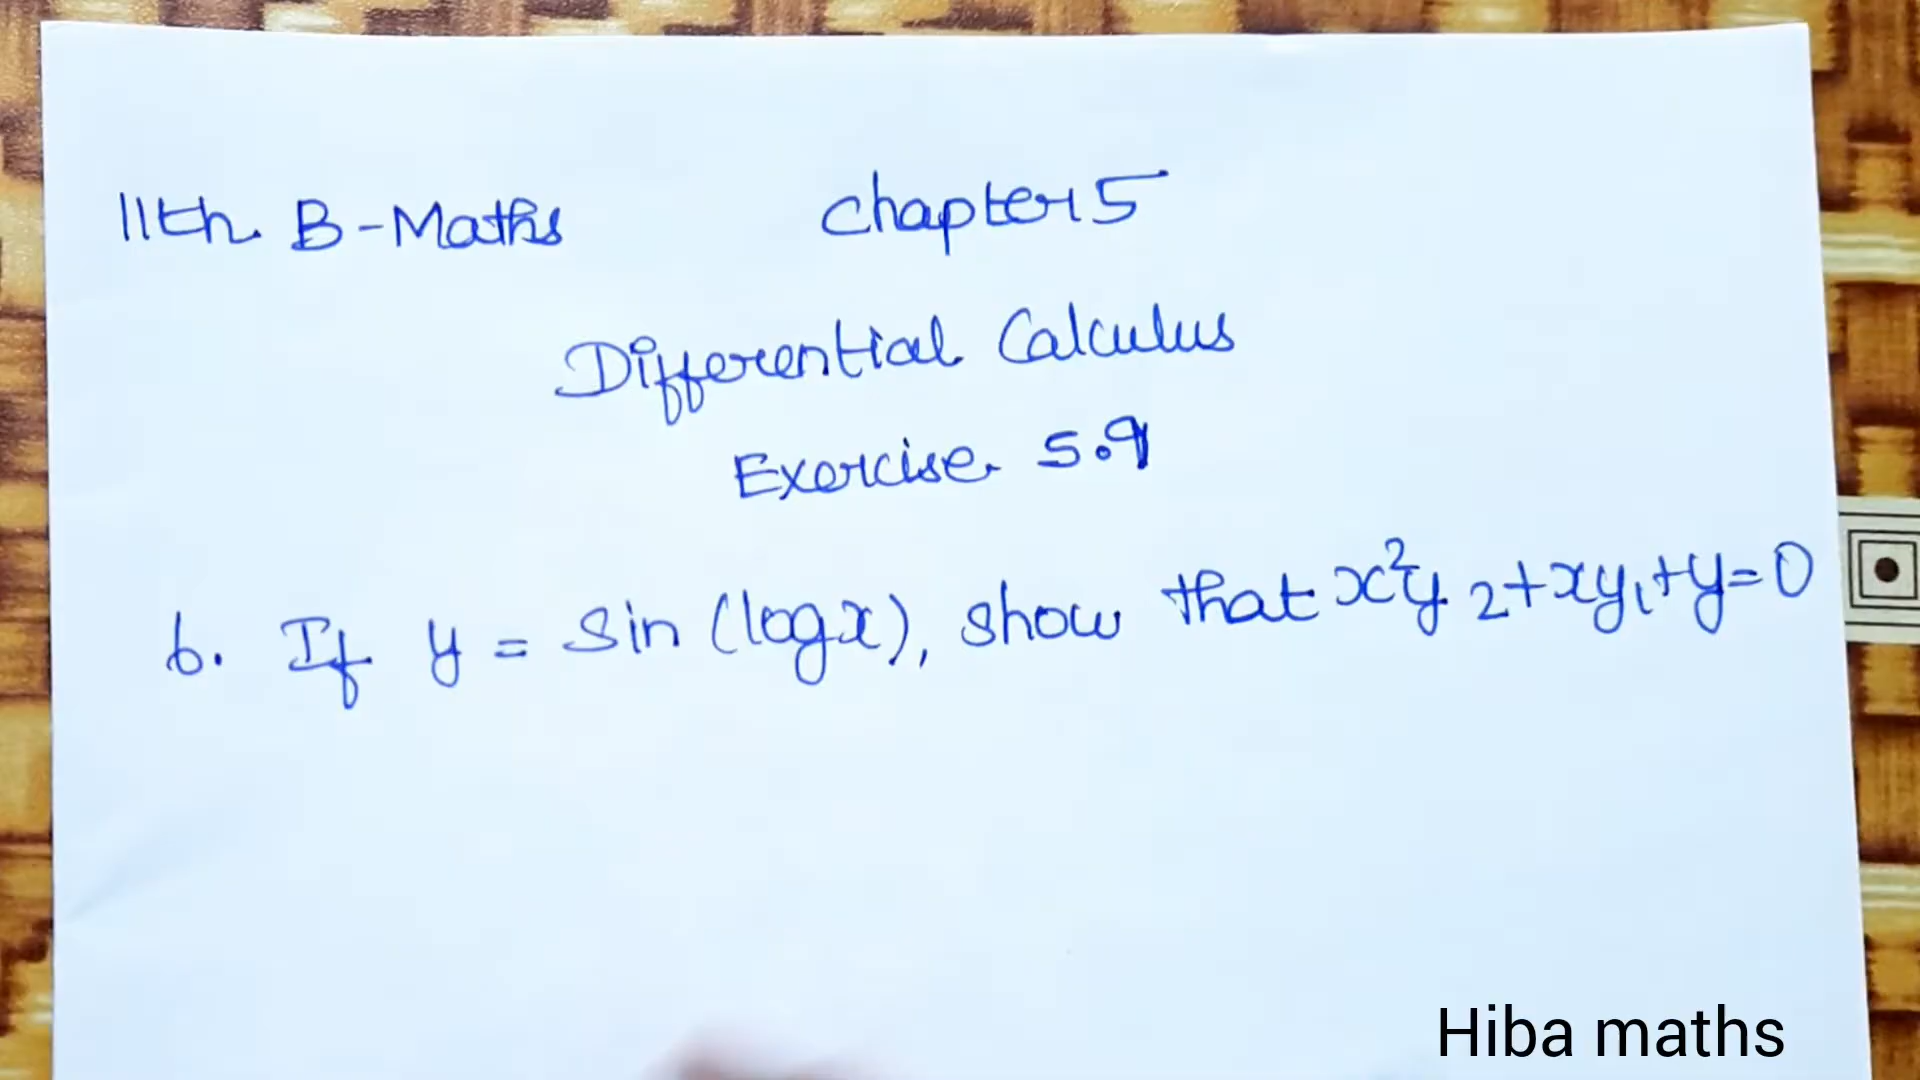 11th B-Maths Chapter 5
Differential Calculus
Exercise 5.9
6. If y = sin (log x), show that x²y₂+xy₁+y=0
Hiba maths